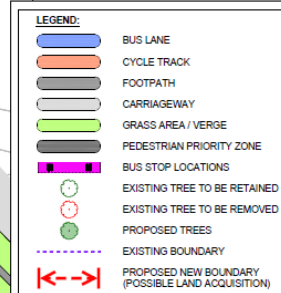 LEGEND:
BUS LANE
CYCLE TRACK
FOOTPATH
CARRIAGEWAY
GRASS AREA / VERGE
PEDESTRIAN PRIORITY ZONE
BUS STOP LOCATIONS
EXISTING TREE TO BE RETAINED
EXISTING TREE TO BE REMOVED
PROPOSED TREES
EXISTING BOUNDARY
PROPOSED NEW BOUNDARY
(POSSIBLE LAND ACQUISITION)